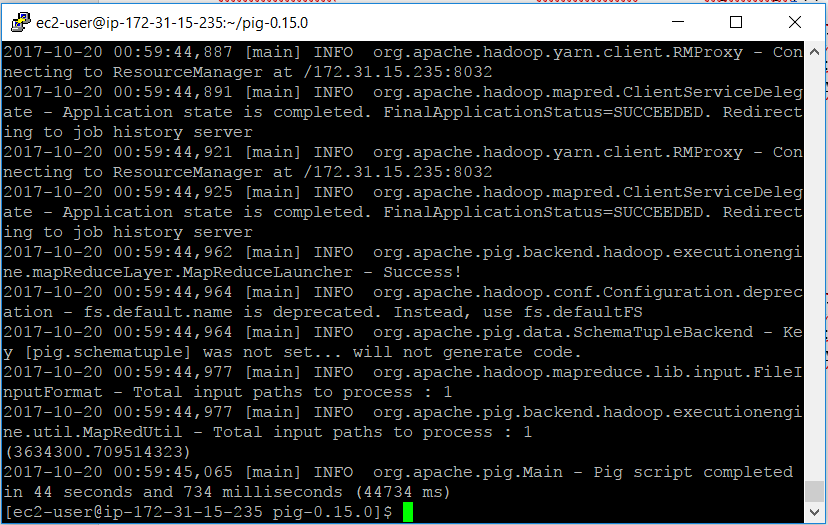 ec2-user@ip-172-31-15-235:~/pig-0.15.0
2017-10-20 00:59:44,887 [main] INFO  org.apache.hadoop.yarn.client.RMProxy - Con
necting to ResourceManager at /172.31.15.235:8032
2017-10-20 00:59:44,891 [main] INFO  org.apache.hadoop.mapred.ClientServiceDeleg
ate - Application state is completed. FinalApplicationStatus=SUCCEEDED. Redirect
ing to job history server
2017-10-20 00:59:44,921 [main] INFO  org.apache.hadoop.yarn.client.RMProxy - Con
necting to ResourceManager at /172.31.15.235:8032
2017-10-20 00:59:44,925 [main] INFO  org.apache.hadoop.mapred.ClientServiceDeleg
ate - Application state is completed. FinalApplicationStatus=SUCCEEDED. Redirect
ing to job history server
2017-10-20 00:59:44,962 [main] INFO  org.apache.pig.backend.hadoop.executionengi
ne.mapReduceLayer.MapReduceLauncher - Success!
2017-10-20 00:59:44,964 [main] INFO  org.apache.hadoop.conf.Configuration.deprec
ation - fs.default.name is deprecated. Instead, use fs.defaultFS
2017-10-20 00:59:44,964 [main] INFO  org.apache.pig.data.SchemaTupleBackend - Ke
y [pig.schematuple] was not set... will not generate code.
2017-10-20 00:59:44,977 [main] INFO  org.apache.hadoop.mapreduce.lib.input.FileI
nputFormat - Total input paths to process : 1
2017-10-20 00:59:44,977 [main] INFO  org.apache.pig.backend.hadoop.executionengi
ne.util.MapRedUtil - Total input paths to process : 1
(3634300.709514323)
2017-10-20 00:59:45,065 [main] INFO  org.apache.pig.Main - Pig script completed
in 44 seconds and 734 milliseconds (44734 ms)
[ec2-user@ip-172-31-15-235 pig-0.15.0]$